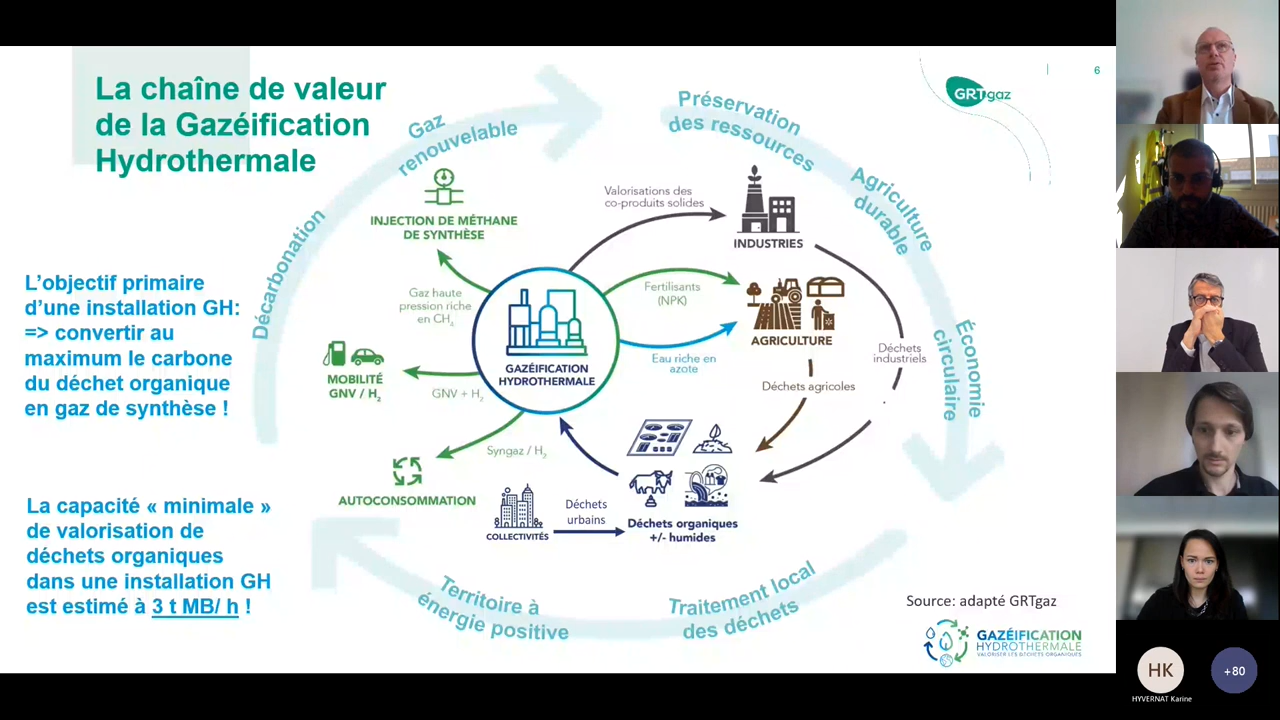 La chaîne de valeur
de la Gazéification
Hydrothermale
6
GRTgaz
Gaz
renouvelable
Préservation
des ressources
Agriculture
durable
Économie
circulaire
Traitement local
des déchets
Territoire à
énergie positive
Décarbonation
L'objectif primaire
d'une installation GH:
=> convertir au
maximum le carbone
du déchet organique
en gaz de synthèse !
La capacité « minimale »
de valorisation de
déchets organiques
dans une installation GH
est estimé à 3 t MB/ h !
INJECTION DE MÉTHANE
DE SYNTHÈSE
Gaz haute
pression riche
en CH₂
MOBILITÉ
GNV / H₂
GNV + H₂
Syngaz / H₂
AUTOCONSOMMATION
GAZÉIFICATION
HYDROTHERMALE
Valorisations des
co-produits solides
INDUSTRIES
Fertilisants
(NPK)
Eau riche en
azote
AGRICULTURE
Déchets
industriels
Déchets agricoles
COLLECTIVITÉS
Déchets
urbains
Déchets organiques
+/- humides
Source: adapté GRTgaz
GAZÉIFICATION
HYDROTHERMALE
VALORISER LES DÉCHETS ORGANIQUES
HK
HYVERNAT Karine
+80